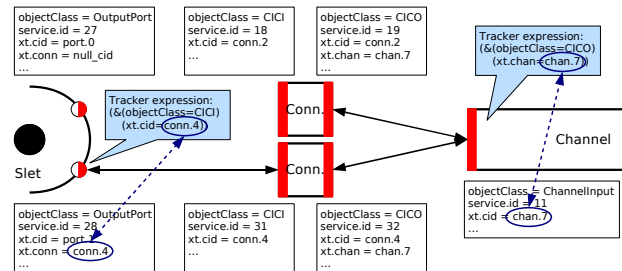 objectClass = OutputPort
service.id = 27
xt.cid = port.0
xt.conn = null_cid
...
objectClass = CICI
service.id = 18
xt.cid = conn.2
...
objectClass = CICO
service.id = 19
xt.cid = conn.2
xt.chan = chan.7
...
Tracker expression:
(&(objectClass=CICO)
(xt.chan=chan.7))
Tracker expression:
(&(objectClass=CICI)
(xt.cid=conn.4))
Conn.
Conn.
Channel
Slet
objectClass = OutputPort
service.id = 28
xt.cid = port.1
xt.conn = conn.4
...
objectClass = CICI
service.id = 31
xt.cid = conn.4
...
objectClass = CICO
service.id = 32
xt.cid = conn.4
xt.chan = chan.7
...
objectClass = ChannelInput
service.id = 11
xt.cid = chan.7
...